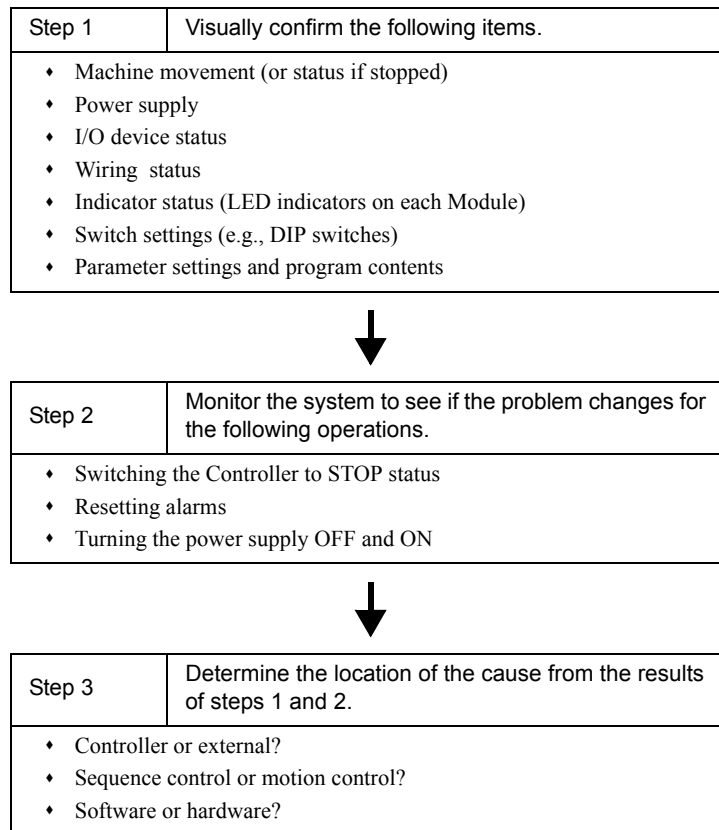 Step 1
Visually confirm the following items.
♦ Machine movement (or status if stopped)
♦ Power supply
♦ I/O device status
♦ Wiring status
♦ Indicator status (LED indicators on each Module)
♦ Switch settings (e.g., DIP switches)
♦ Parameter settings and program contents
Step 2
Monitor the system to see if the problem changes for
the following operations.
♦ Switching the Controller to STOP status
♦ Resetting alarms
♦ Turning the power supply OFF and ON
Step 3
Determine the location of the cause from the results
of steps 1 and 2.
♦ Controller or external?
♦ Sequence control or motion control?
♦ Software or hardware?